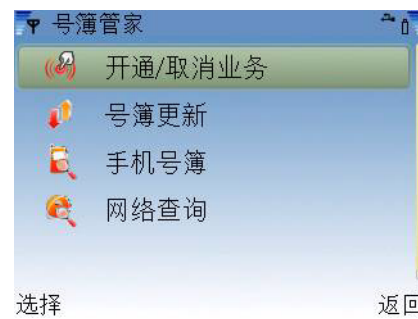 号簿管家
开通/取消业务
号簿更新
手机号簿
网络查询
选择 返回